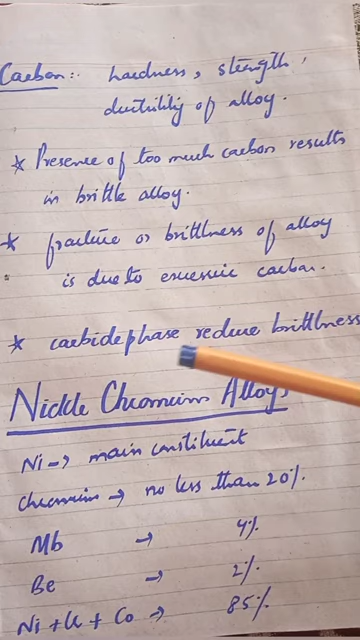 Carbon:- hardness, strength,
ductility of alloy.
* Presence of too much carbon results
in brittle alloy.
* fracture or brittlness of alloy
is due to excessive carbon.
* carbide phase reduce brittlness
Nickle Chromium Alloys
Ni → main constituent
chromium → no less than 20%.
Mb → 4%
Be → 2%
Ni + Cr + Co → 85%